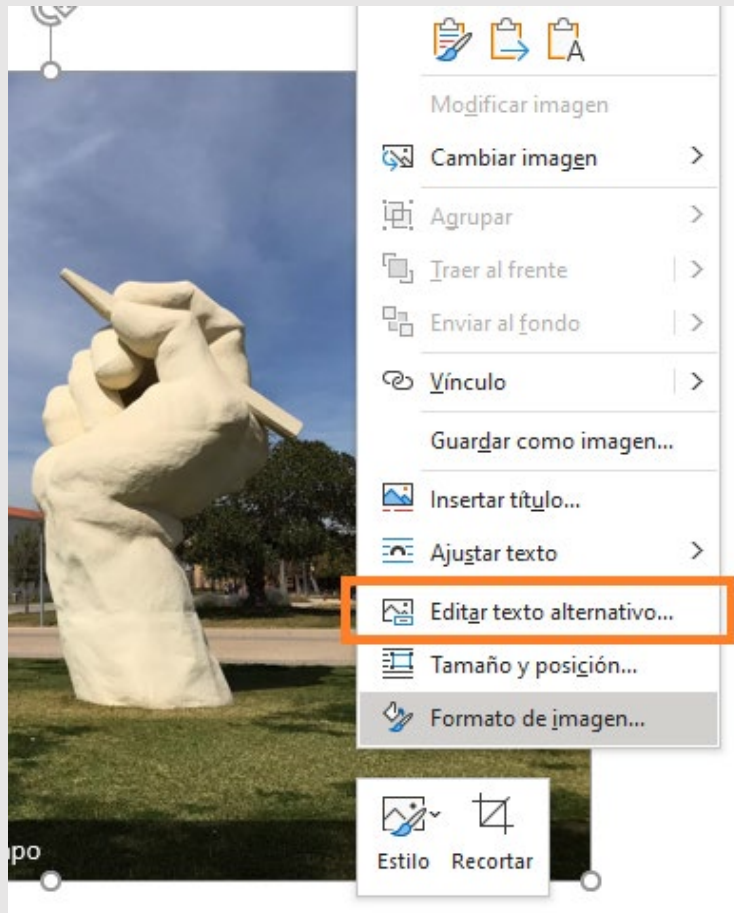 Modificar imagen
Cambiar imagen
Agrupar
Traer al frente
Enviar al fondo
Vínculo
Guardar como imagen...
Insertar título...
Ajustar texto
Editar texto alternativo...
Tamaño y posición...
Formato de imagen...
Estilo
Recortar
po